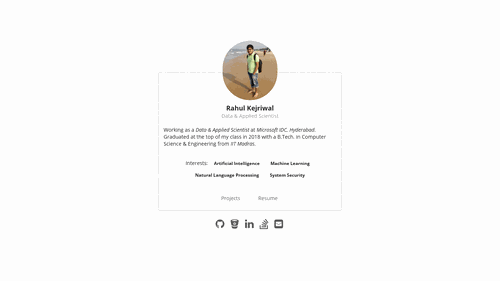 Rahul Kejriwal
Data & Applied Scientist
Working as a Data & Applied Scientist at Microsoft IDC, Hyderabad.
Graduated at the top of my class in 2018 with a B.Tech. in Computer
Science & Engineering from IIT Madras.
Interests: Artificial Intelligence Machine Learning
Natural Language Processing System Security
Projects Resume